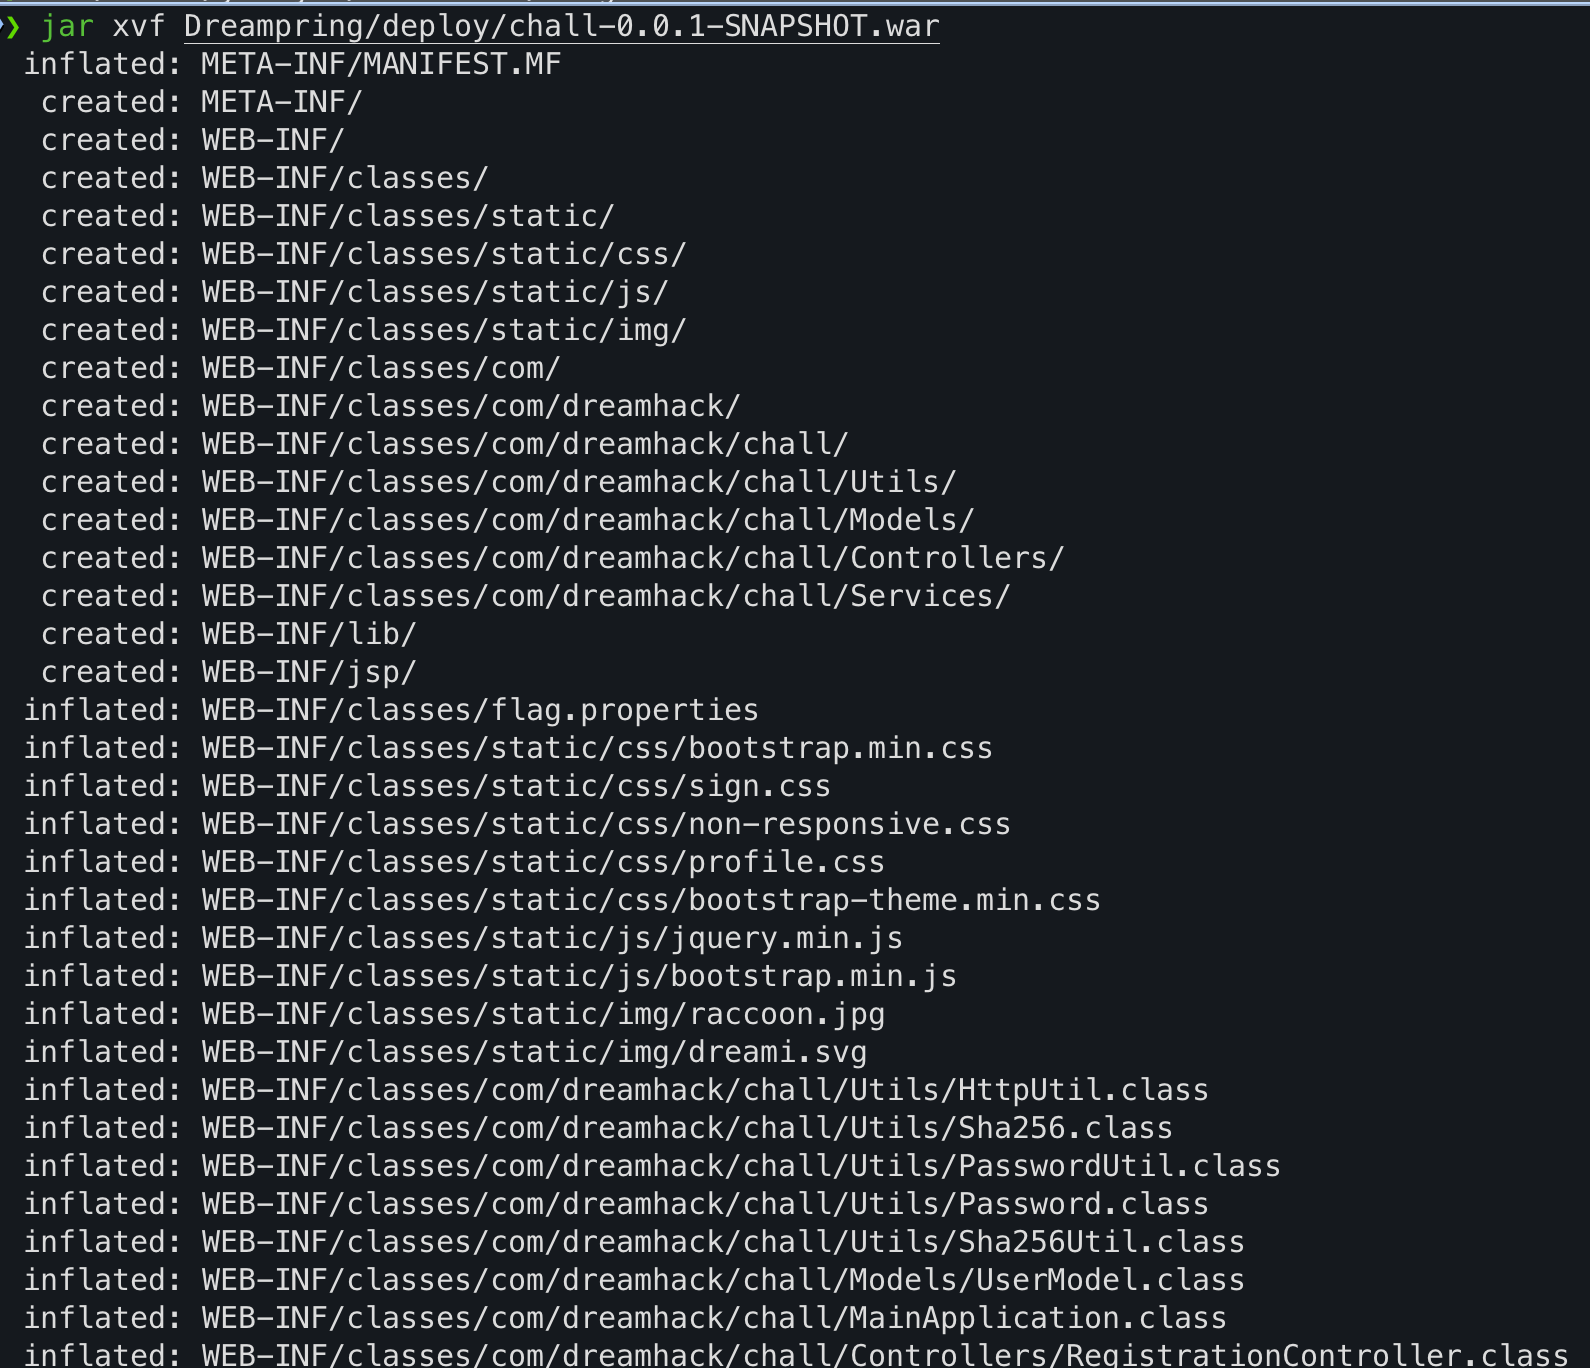 ❯ jar xvf Dreampring/deploy/chall-0.0.1-SNAPSHOT.war
inflated: META-INF/MANIFEST.MF
created: META-INF/
created: WEB-INF/
created: WEB-INF/classes/
created: WEB-INF/classes/static/
created: WEB-INF/classes/static/css/
created: WEB-INF/classes/static/js/
created: WEB-INF/classes/static/img/
created: WEB-INF/classes/com/
created: WEB-INF/classes/com/dreamhack/
created: WEB-INF/classes/com/dreamhack/chall/
created: WEB-INF/classes/com/dreamhack/chall/Utils/
created: WEB-INF/classes/com/dreamhack/chall/Models/
created: WEB-INF/classes/com/dreamhack/chall/Controllers/
created: WEB-INF/classes/com/dreamhack/chall/Services/
created: WEB-INF/lib/
created: WEB-INF/jsp/
inflated: WEB-INF/classes/flag.properties
inflated: WEB-INF/classes/static/css/bootstrap.min.css
inflated: WEB-INF/classes/static/css/sign.css
inflated: WEB-INF/classes/static/css/non-responsive.css
inflated: WEB-INF/classes/static/css/profile.css
inflated: WEB-INF/classes/static/css/bootstrap-theme.min.css
inflated: WEB-INF/classes/static/js/jquery.min.js
inflated: WEB-INF/classes/static/js/bootstrap.min.js
inflated: WEB-INF/classes/static/img/raccoon.jpg
inflated: WEB-INF/classes/static/img/dreami.svg
inflated: WEB-INF/classes/com/dreamhack/chall/Utils/HttpUtil.class
inflated: WEB-INF/classes/com/dreamhack/chall/Utils/Sha256.class
inflated: WEB-INF/classes/com/dreamhack/chall/Utils/PasswordUtil.class
inflated: WEB-INF/classes/com/dreamhack/chall/Utils/Password.class
inflated: WEB-INF/classes/com/dreamhack/chall/Utils/Sha256Util.class
inflated: WEB-INF/classes/com/dreamhack/chall/Models/UserModel.class
inflated: WEB-INF/classes/com/dreamhack/chall/MainApplication.class
inflated: WEB-INF/classes/com/dreamhack/chall/Controllers/RegistrationController.class